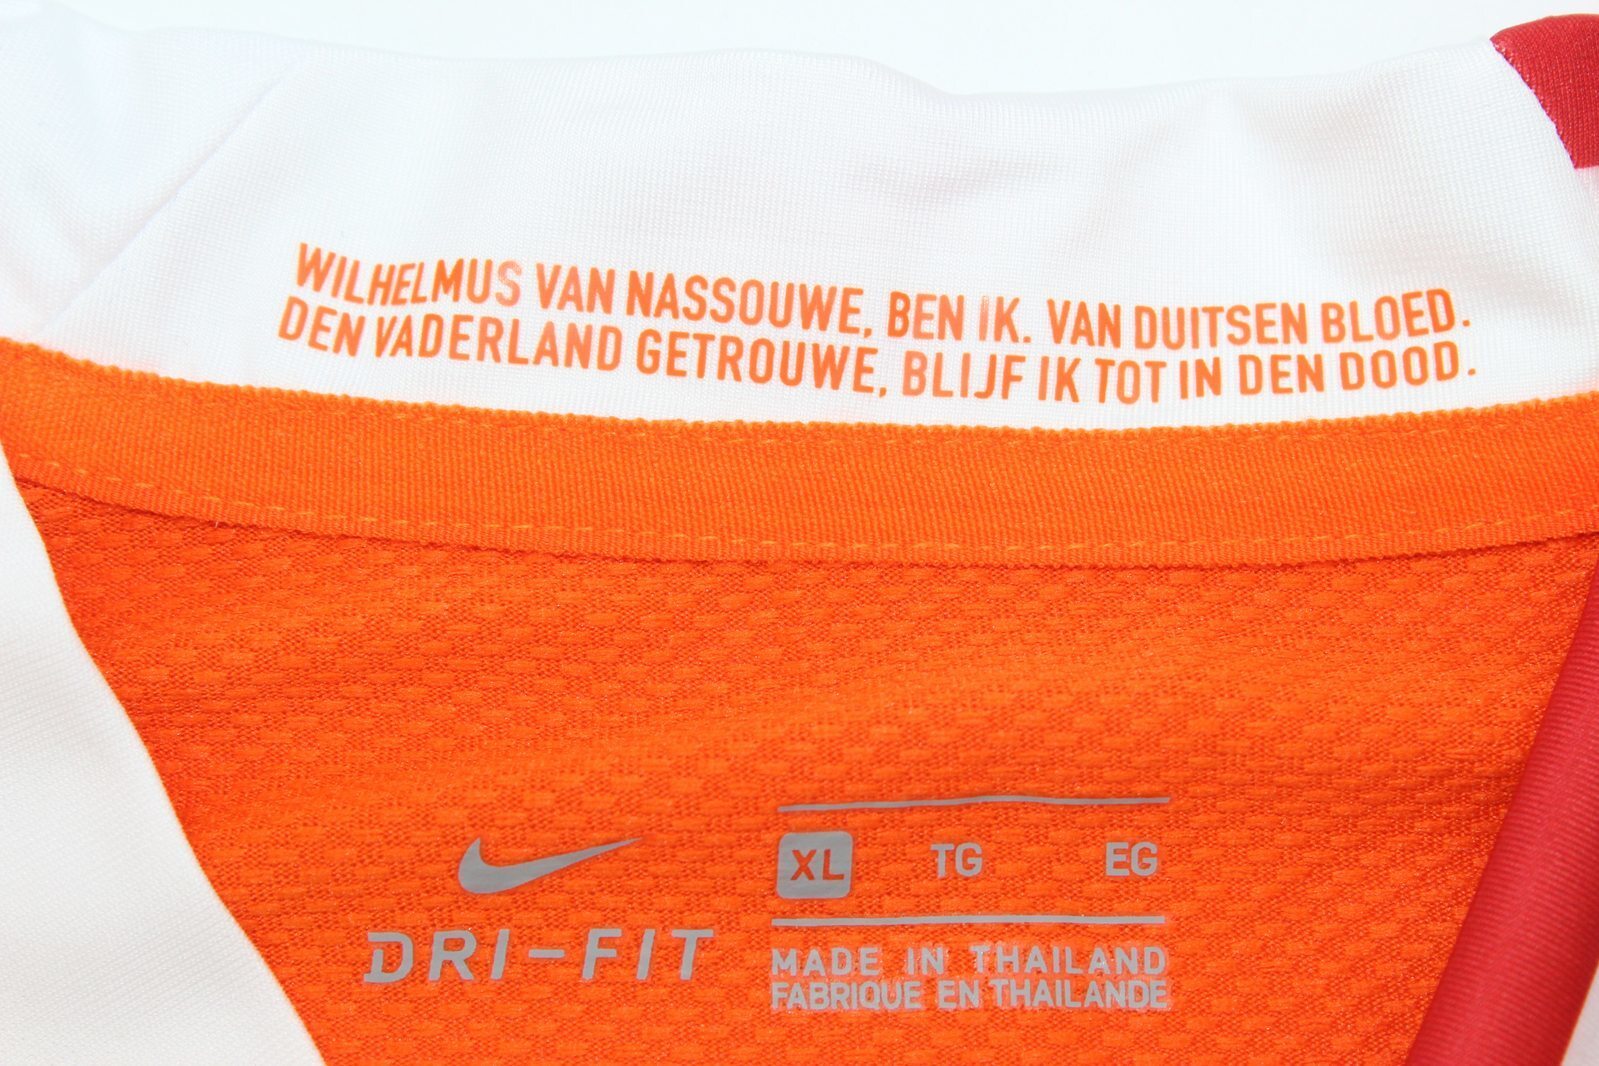 WILHELMUS VAN NASSOUWE, BEN IK. VAN DUITSEN BLOED.
DEN VADERLAND GETROUWE, BLIJF IK TOT IN DEN DOOD.
XL TG EG
DRI-FIT
MADE IN THAILAND
FABRIQUE EN THAILANDE